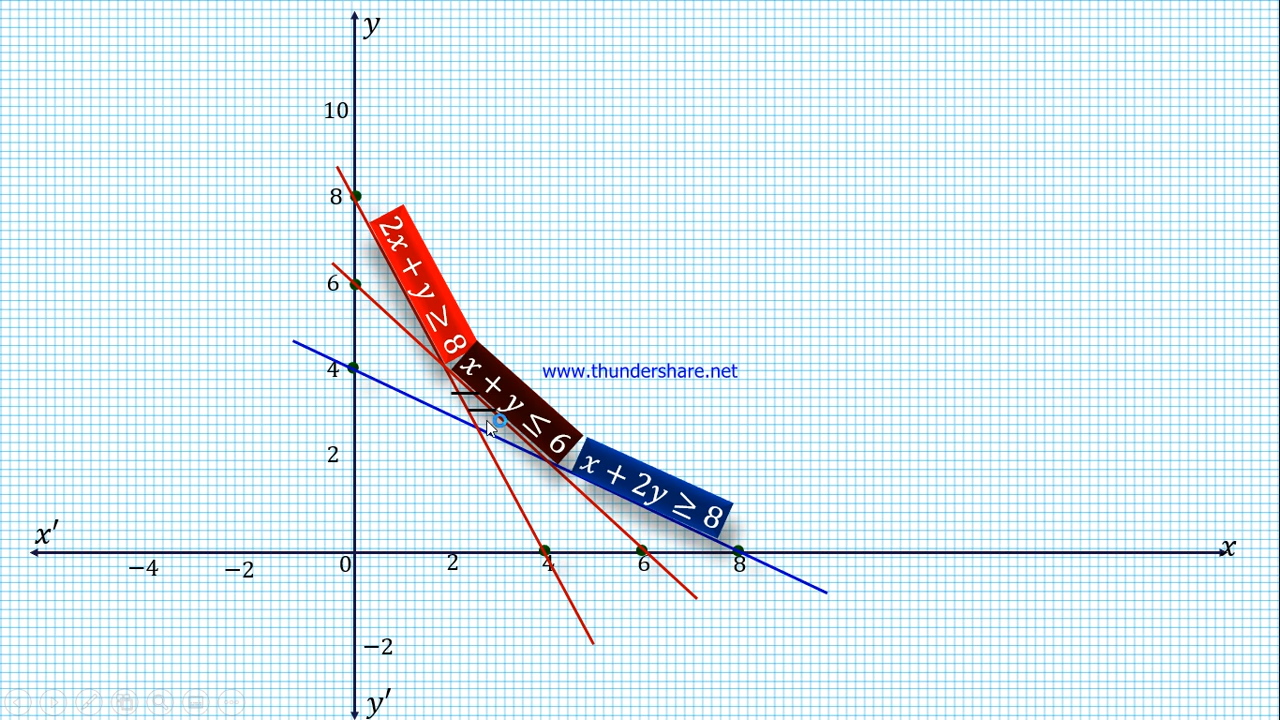 y
10
8
2x + y ≥ 8
6
x + y ≤ 6
4
www.thundershare.net
2
x + 2y ≥ 8
x′
x
−4
−2
0
2
4
6
8
−2
y′